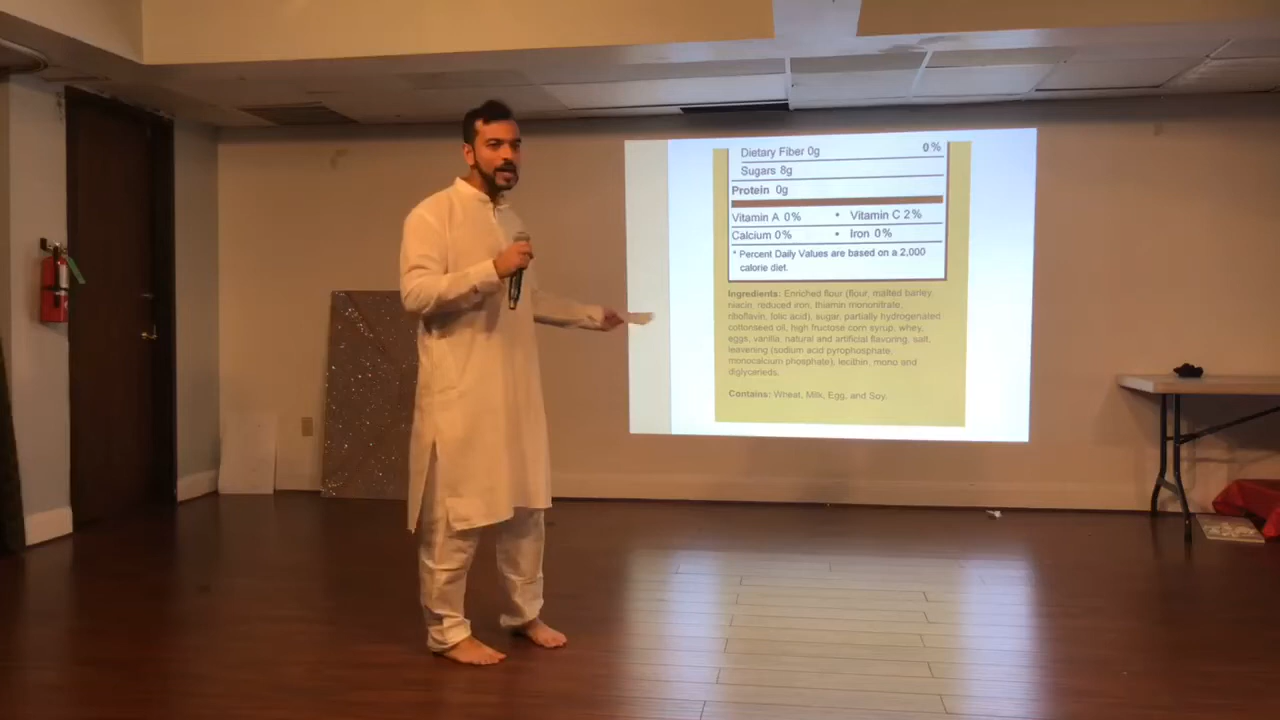 Dietary Fiber 0g 0%
Sugars 8g
Protein 0g
Vitamin A 0% • Vitamin C 2%
Calcium 0% • Iron 0%
* Percent Daily Values are based on a 2,000
calorie diet.
Ingredients: Enriched flour (flour, malted barley,
niacin, reduced iron, thiamin mononitrate,
riboflavin, folic acid), sugar, partially hydrogenated
cottonseed oil, high fructose corn syrup, whey,
eggs, vanilla, natural and artificial flavoring, salt,
leavening (sodium acid pyrophosphate,
monocalcium phosphate), lecithin, mono and
diglycerieds.
Contains: Wheat, Milk, Egg, and Soy.